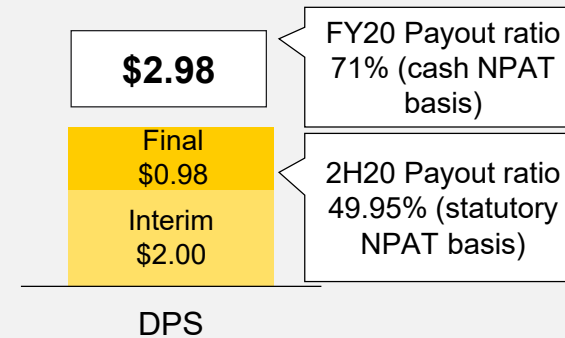 $2.98
FY20 Payout ratio
71% (cash NPAT
basis)
Final
$0.98
2H20 Payout ratio
49.95% (statutory
NPAT basis)
Interim
$2.00
DPS